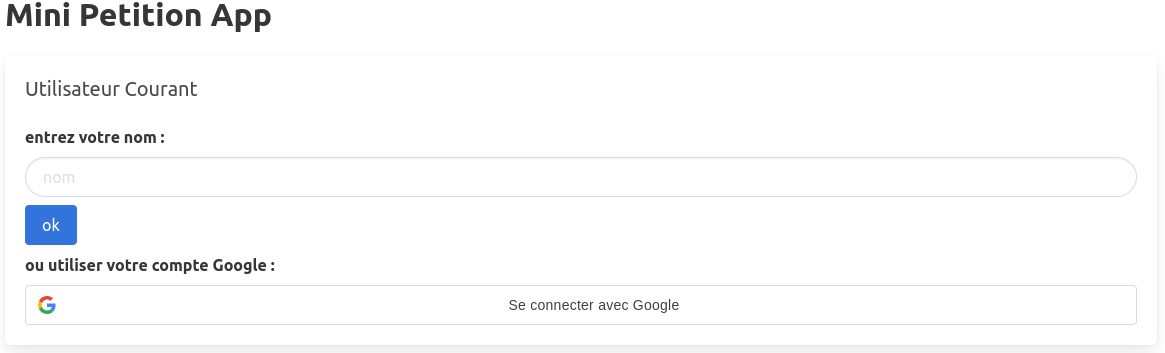 Mini Petition App
Utilisateur Courant
entrez votre nom :
nom
ok
ou utiliser votre compte Google :
Se connecter avec Google